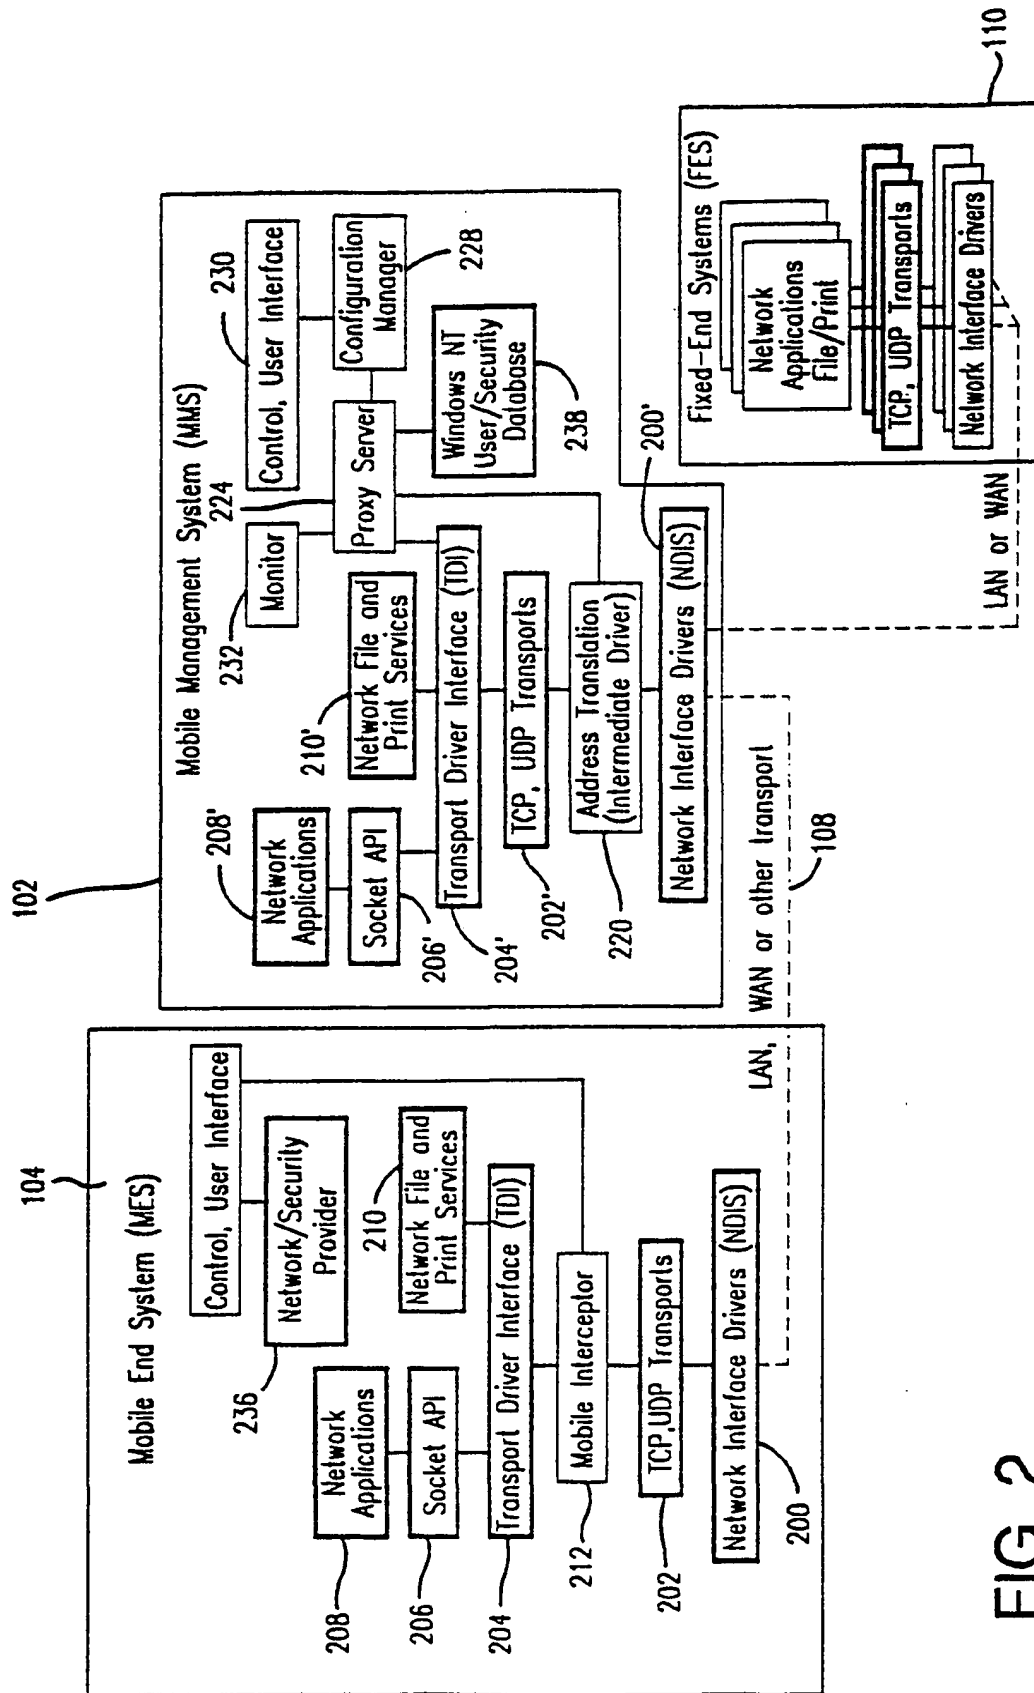 104
Mobile End System (MES)
Control, User Interface
Network/Security
Provider
236
210
Network File and
Print Services
Network
Applications
208
Socket API
206
Transport Driver Interface (TDI)
204
Mobile Interceptor
212
TCP,UDP Transports
202
Network Interface Drivers (NDIS)
200
LAN, WAN or other transport
108
102
Mobile Management System (MMS)
232
Monitor
224
230
Control, User Interface
Proxy Server
Configuration
Manager
228
Windows NT
User/Security
Database
238
208'
Network
Applications
210'
Network File and
Print Services
Socket API
206'
Transport Driver Interface (TDI)
204'
TCP, UDP Transports
202'
Address Translation
(Intermediate Driver)
220
Network Interface Drivers (NDIS)
200'
LAN or WAN
Fixed-End Systems (FES)
Network
Applications
File/Print
TCP, UDP Transports
Network Interface Drivers
110
FIG. 2